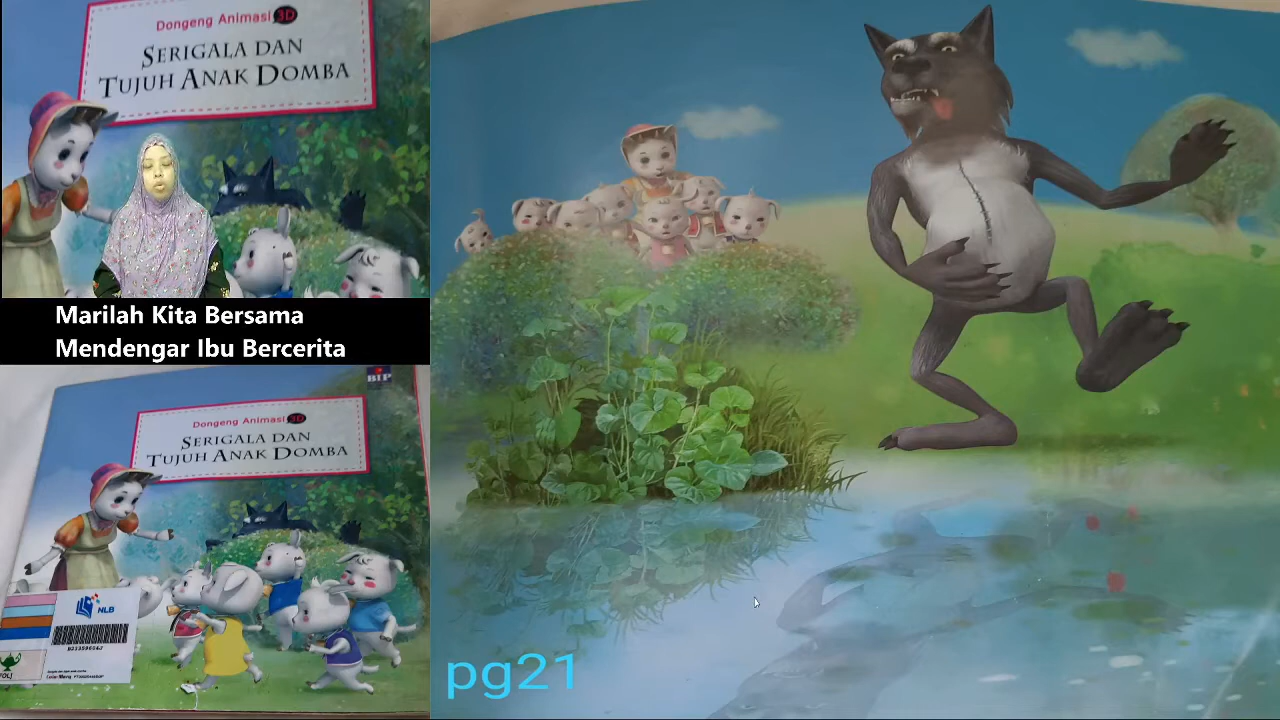 Dongeng Animasi 3D
SERIGALA DAN
TUJUH ANAK DOMBA
Marilah Kita Bersama
Mendengar Ibu Bercerita
BIP
Dongeng Animasi 3D
SERIGALA DAN
TUJUH ANAK DOMBA
NLB
pg21